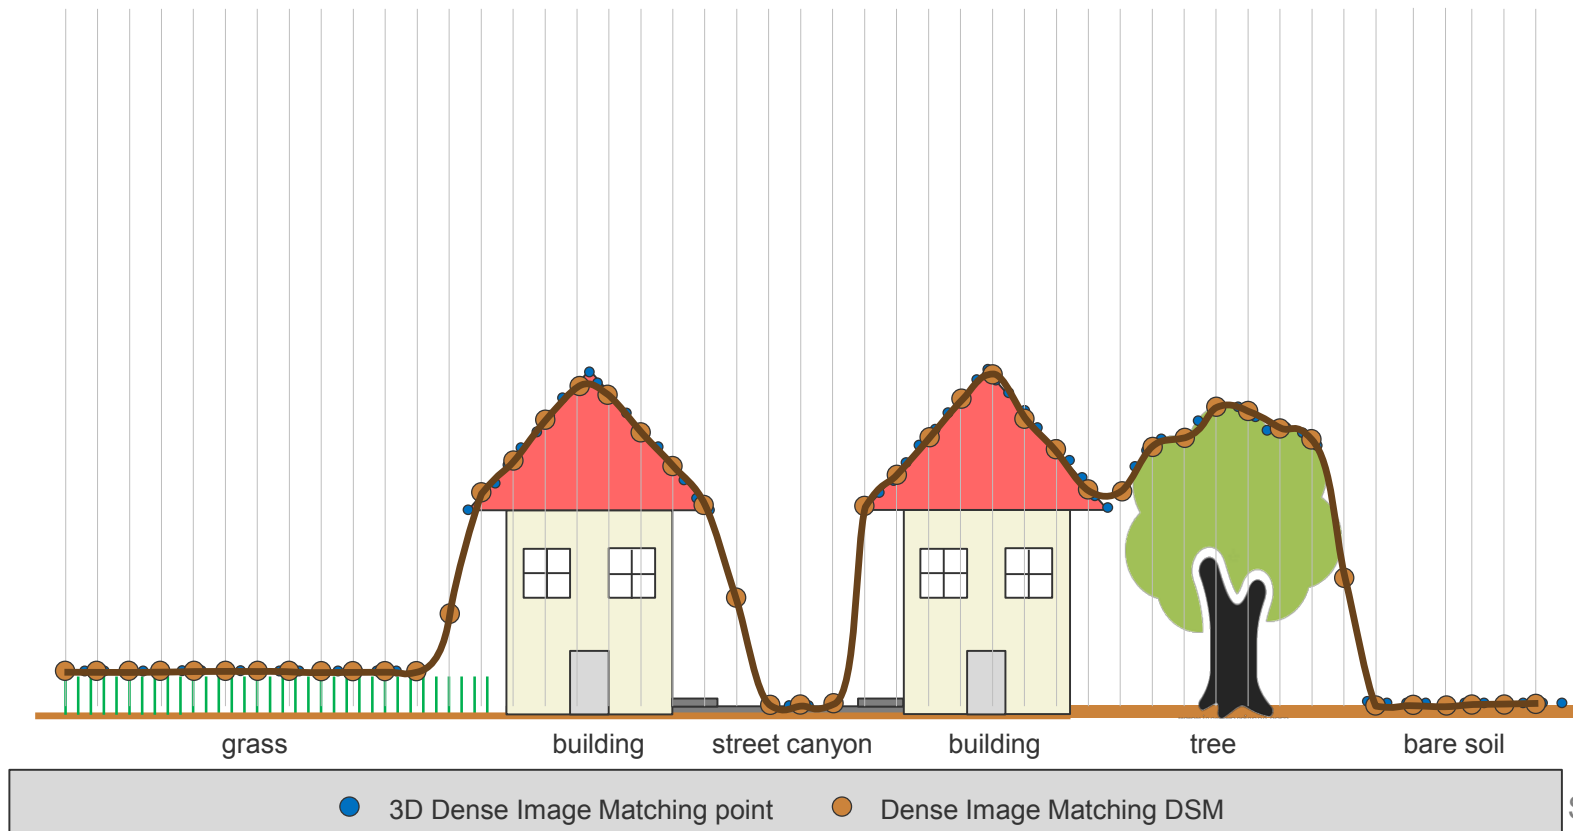 grass building street canyon building tree bare soil
3D Dense Image Matching point Dense Image Matching DSM